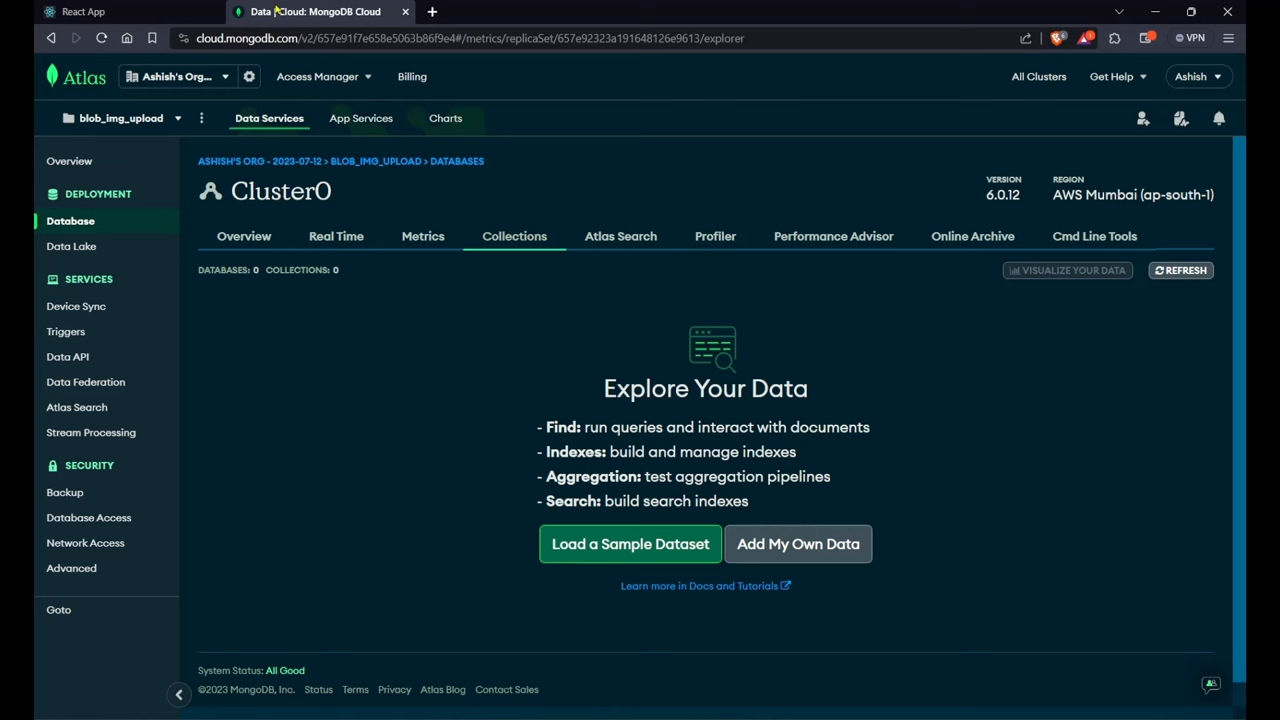 React App
Data | Cloud: MongoDB Cloud
cloud.mongodb.com/v2/657e91f7e658e5063b86f9e4#/metrics/replicaSet/657e92323a191648126e9613/explorer
6
1
VPN
Atlas
Ashish's Org...
Access Manager
Billing
All Clusters
Get Help
Ashish
blob_img_upload
Data Services
App Services
Charts
Overview
DEPLOYMENT
Database
Data Lake
SERVICES
Device Sync
Triggers
Data API
Data Federation
Atlas Search
Stream Processing
SECURITY
Backup
Database Access
Network Access
Advanced
Goto
ASHISH'S ORG - 2023-07-12 > BLOB_IMG_UPLOAD > DATABASES
Cluster0
VERSION
6.0.12
REGION
AWS Mumbai (ap-south-1)
Overview
Real Time
Metrics
Collections
Atlas Search
Profiler
Performance Advisor
Online Archive
Cmd Line Tools
DATABASES: 0 COLLECTIONS: 0
VISUALIZE YOUR DATA
REFRESH
Explore Your Data
- Find: run queries and interact with documents
- Indexes: build and manage indexes
- Aggregation: test aggregation pipelines
- Search: build search indexes
Load a Sample Dataset
Add My Own Data
Learn more in Docs and Tutorials
System Status: All Good
©2023 MongoDB, Inc.
Status
Terms
Privacy
Atlas Blog
Contact Sales